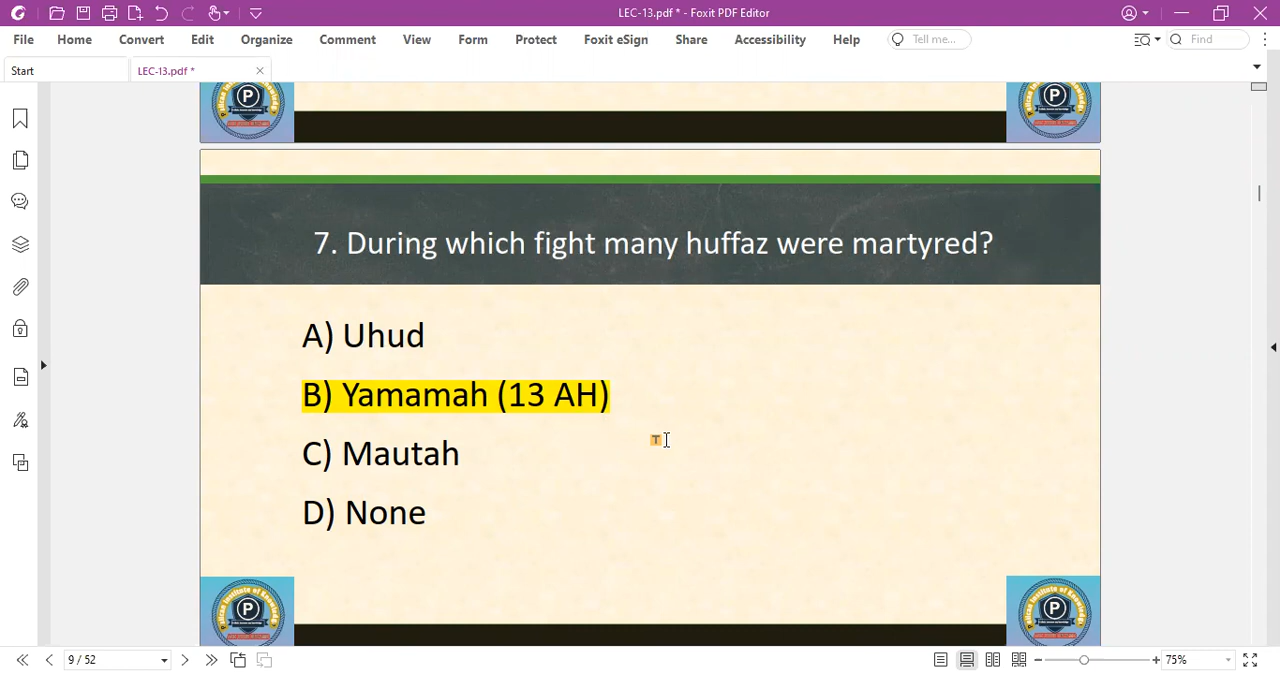 LEC-13.pdf * - Foxit PDF Editor
File Home Convert Edit Organize Comment View Form Protect Foxit eSign Share Accessibility Help Tell me... Find
Start LEC-13.pdf *
P P
7. During which fight many huffaz were martyred?
A) Uhud
B) Yamamah (13 AH)
T
C) Mautah
D) None
P P
9 / 52 75%